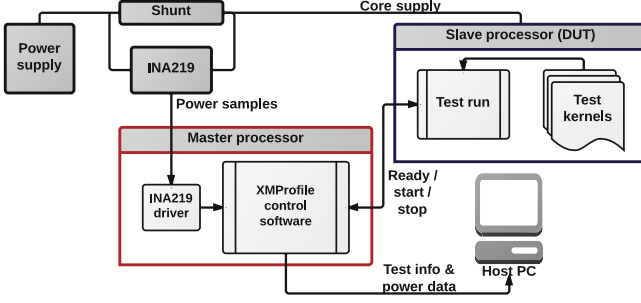 Shunt
Core supply
Power
supply
INA219
Slave processor (DUT)
Test run
Test
kernels
Power samples
Master processor
INA219
driver
XMProfile
control
software
Ready /
start /
stop
Test info &
power data
Host PC